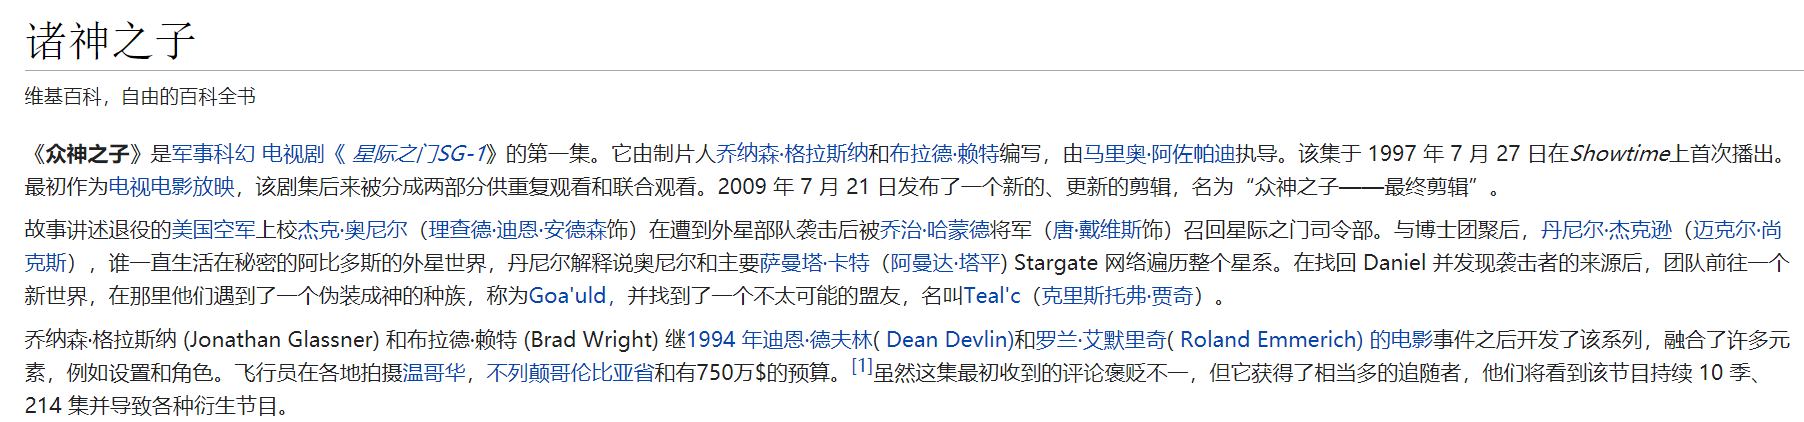 诸神之子
维基百科，自由的百科全书
《众神之子》是军事科幻 电视剧《 星际之门SG-1》的第一集。它由制片人乔纳森·格拉斯纳和布拉德·赖特编写，由马里奥·阿佐帕迪执导。该集于 1997 年 7 月 27 日在Showtime上首次播出。
最初作为电视电影放映，该剧集后来被分成两部分供重复观看和联合观看。2009 年 7 月 21 日发布了一个新的、更新的剪辑，名为“众神之子——最终剪辑”。
故事讲述退役的美国空军上校杰克·奥尼尔（理查德·迪恩·安德森饰）在遭到外星部队袭击后被乔治·哈蒙德将军（唐·戴维斯饰）召回星际之门司令部。与博士团聚后，丹尼尔·杰克逊（迈克尔·尚
克斯），谁一直生活在秘密的阿比多斯的外星世界，丹尼尔解释说奥尼尔和主要萨曼塔·卡特（阿曼达·塔平) Stargate 网络遍历整个星系。在找回 Daniel 并发现袭击者的来源后，团队前往一个
新世界，在那里他们遇到了一个伪装成神的种族，称为Goa'uld，并找到了一个不太可能的盟友，名叫Teal'c（克里斯托弗·贾奇）。
乔纳森·格拉斯纳 (Jonathan Glassner) 和布拉德·赖特 (Brad Wright) 继1994 年迪恩·德夫林( Dean Devlin)和罗兰·艾默里奇( Roland Emmerich) 的电影事件之后开发了该系列，融合了许多元
素，例如设置和角色。飞行员在各地拍摄温哥华，不列颠哥伦比亚省和有750万$的预算。[1]虽然这集最初收到的评论褒贬不一，但它获得了相当多的追随者，他们将看到该节目持续 10 季、
214 集并导致各种衍生节目。